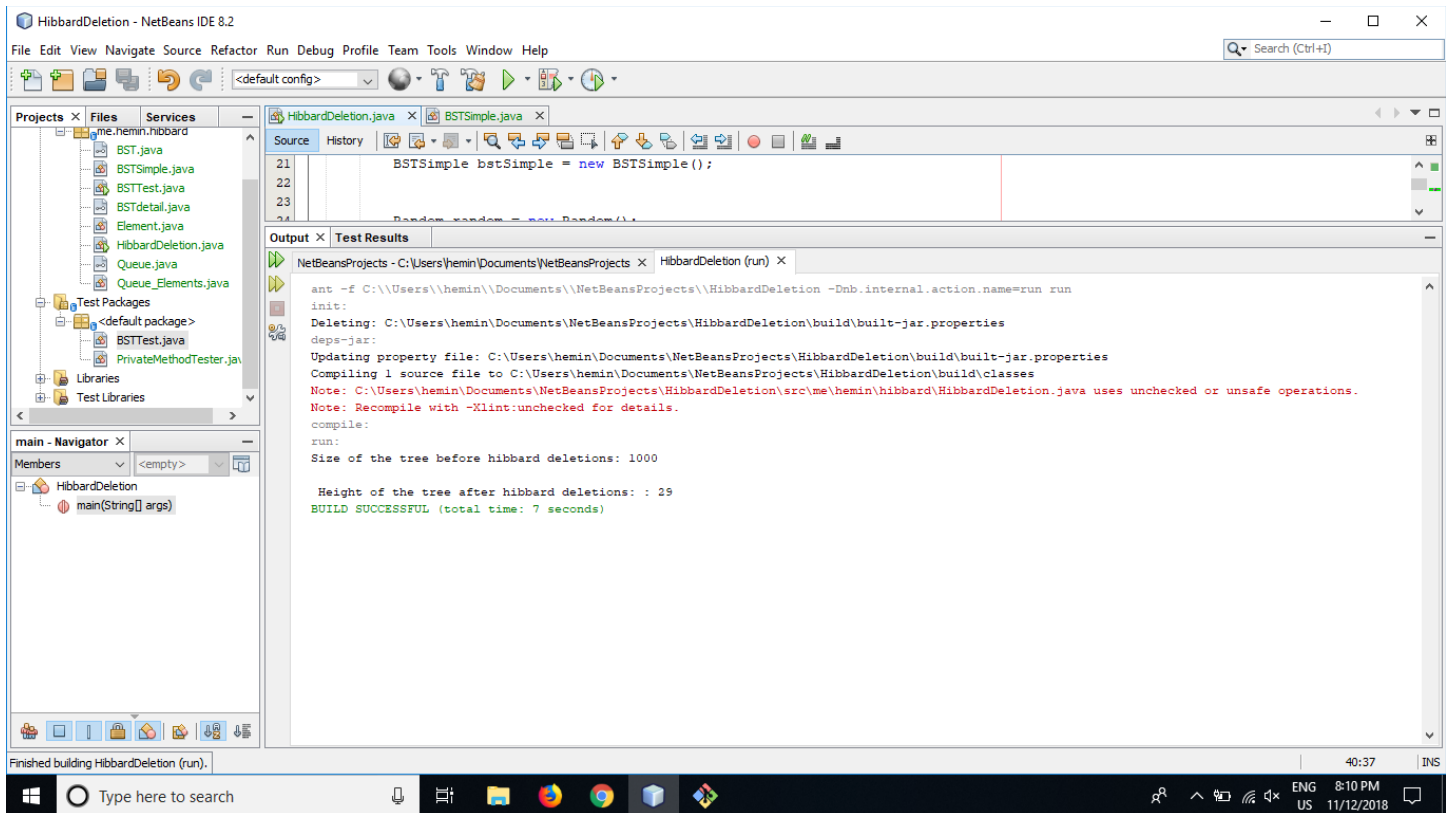 HibbardDeletion - NetBeans IDE 8.2
File Edit View Navigate Source Refactor Run Debug Profile Team Tools Window Help
Search (Ctrl+I)
<default config>
Projects Files Services
me.hemin.hibbard
BST.java
BSTSimple.java
BSTTest.java
BSTdetail.java
Element.java
HibbardDeletion.java
Queue.java
Queue_Elements.java
Test Packages
<default package>
BSTTest.java
PrivateMethodTester.jav
Libraries
Test Libraries
main - Navigator
Members <empty>
HibbardDeletion
main(String[] args)
HibbardDeletion.java BSTSimple.java
Source History
21 BSTSimple bstSimple = new BSTSimple();
22
23
24 Random random = new Random();
Output Test Results
NetBeansProjects - C:\Users\hemin\Documents\NetBeansProjects HibbardDeletion (run)
ant -f C:\\Users\\hemin\\Documents\\NetBeansProjects\\HibbardDeletion -Dnb.internal.action.name=run run
init:
Deleting: C:\Users\hemin\Documents\NetBeansProjects\HibbardDeletion\build\built-jar.properties
deps-jar:
Updating property file: C:\Users\hemin\Documents\NetBeansProjects\HibbardDeletion\build\built-jar.properties
Compiling 1 source file to C:\Users\hemin\Documents\NetBeansProjects\HibbardDeletion\build\classes
Note: C:\Users\hemin\Documents\NetBeansProjects\HibbardDeletion\src\me\hemin\hibbard\HibbardDeletion.java uses unchecked or unsafe operations.
Note: Recompile with -Xlint:unchecked for details.
compile:
run:
Size of the tree before hibbard deletions: 1000
Height of the tree after hibbard deletions: : 29
BUILD SUCCESSFUL (total time: 7 seconds)
Finished building HibbardDeletion (run).
40:37 INS
Type here to search
ENG 8:10 PM
US 11/12/2018